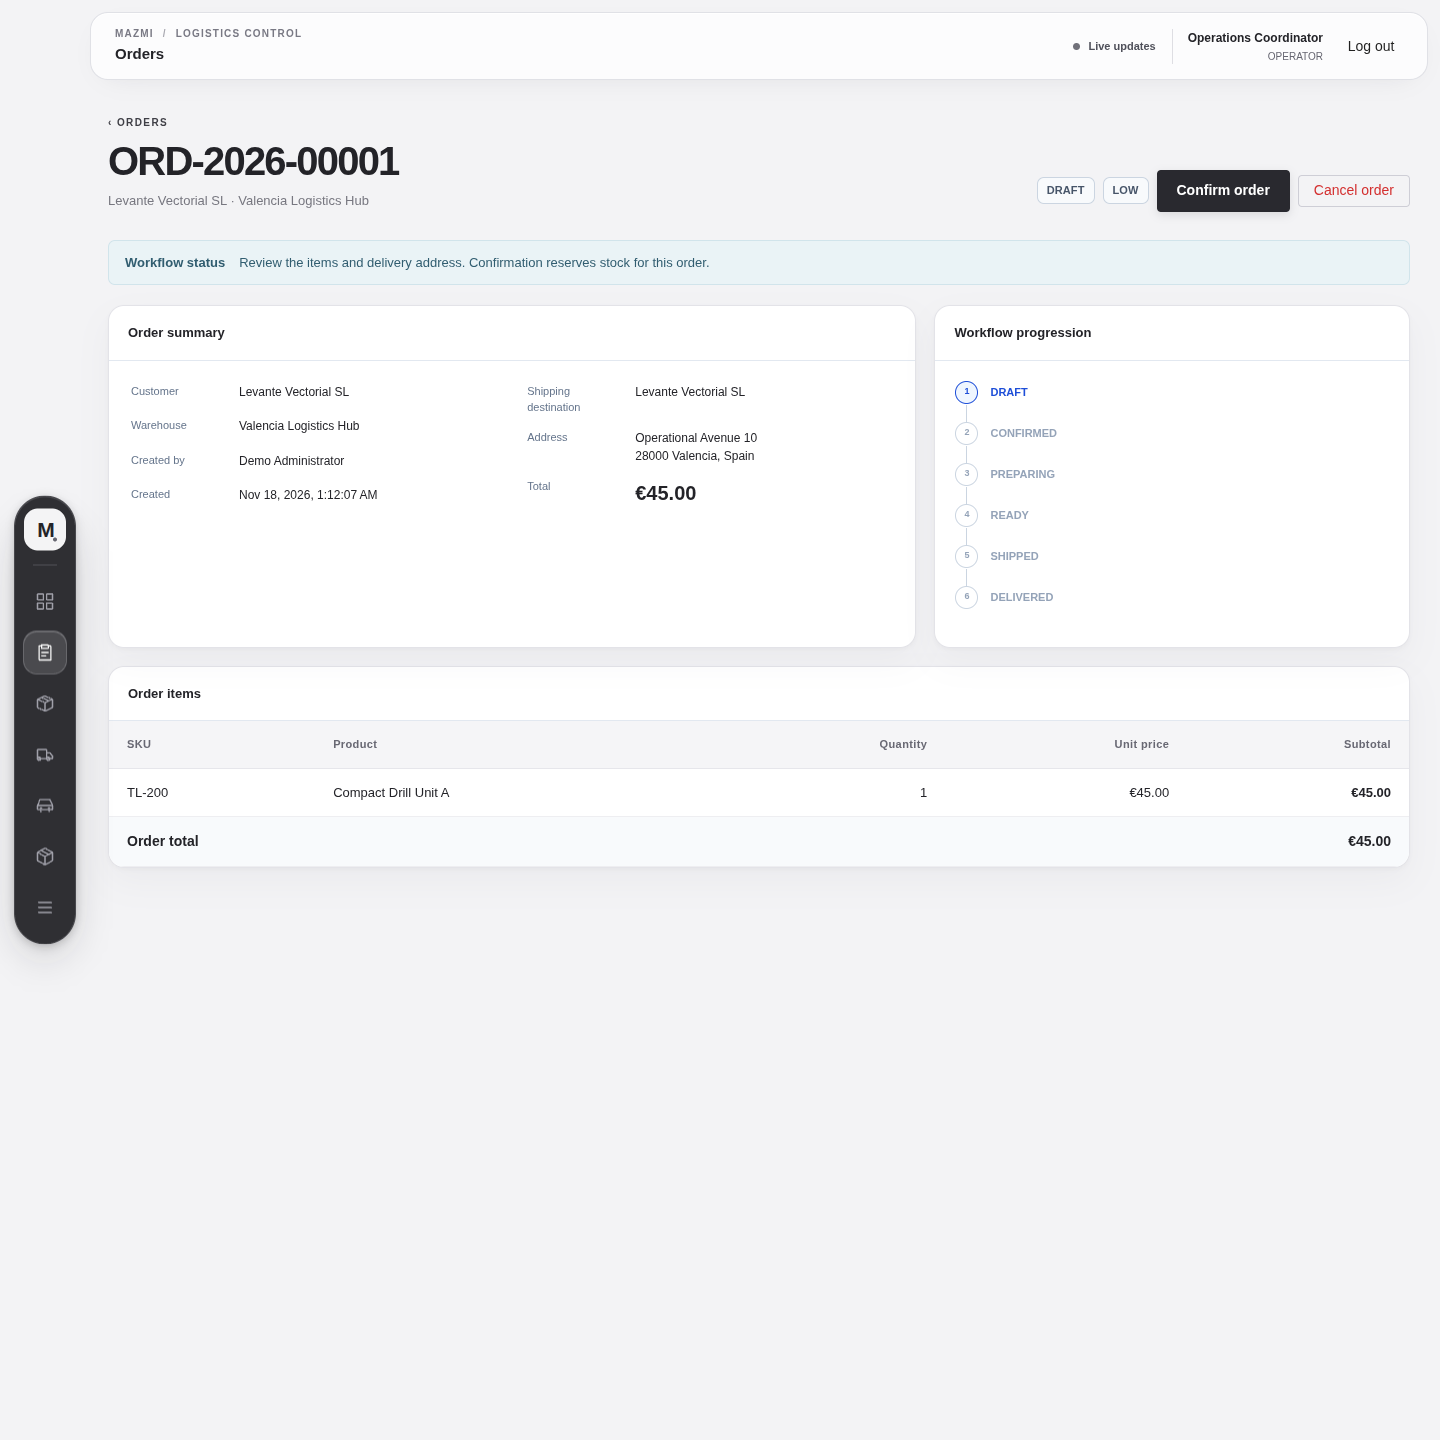 MAZMI / LOGISTICS CONTROL
Orders
Live updates
Operations Coordinator
OPERATOR
Log out
‹ ORDERS
ORD-2026-00001
Levante Vectorial SL · Valencia Logistics Hub
DRAFT
LOW
Confirm order
Cancel order
Workflow status Review the items and delivery address. Confirmation reserves stock for this order.
Order summary
Customer Levante Vectorial SL
Warehouse Valencia Logistics Hub
Created by Demo Administrator
Created Nov 18, 2026, 1:12:07 AM
Shipping
destination
Levante Vectorial SL
Address Operational Avenue 10
28000 Valencia, Spain
Total €45.00
Workflow progression
1 DRAFT
2 CONFIRMED
3 PREPARING
4 READY
5 SHIPPED
6 DELIVERED
M
Order items
SKU Product Quantity Unit price Subtotal
TL-200 Compact Drill Unit A 1 €45.00 €45.00
Order total €45.00